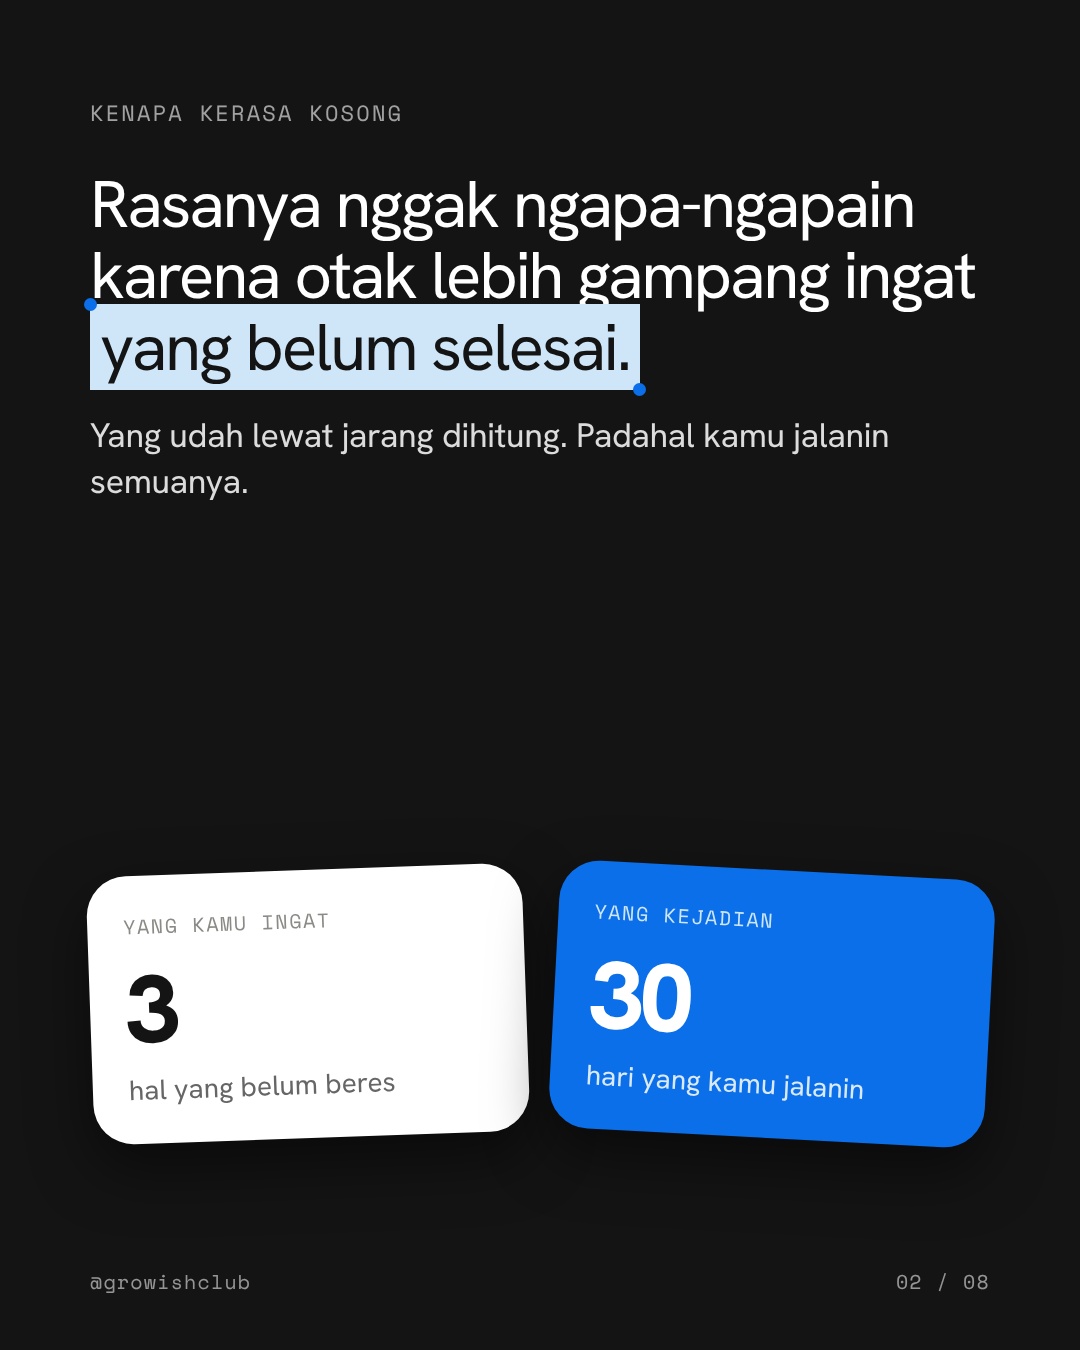 KENAPA KERASA KOSONG
Rasanya nggak ngapa-ngapain
karena otak lebih gampang ingat
yang belum selesai.
Yang udah lewat jarang dihitung. Padahal kamu jalanin
semuanya.
YANG KAMU INGAT
3
hal yang belum beres
YANG KEJADIAN
30
hari yang kamu jalanin
@growishclub
02 / 08